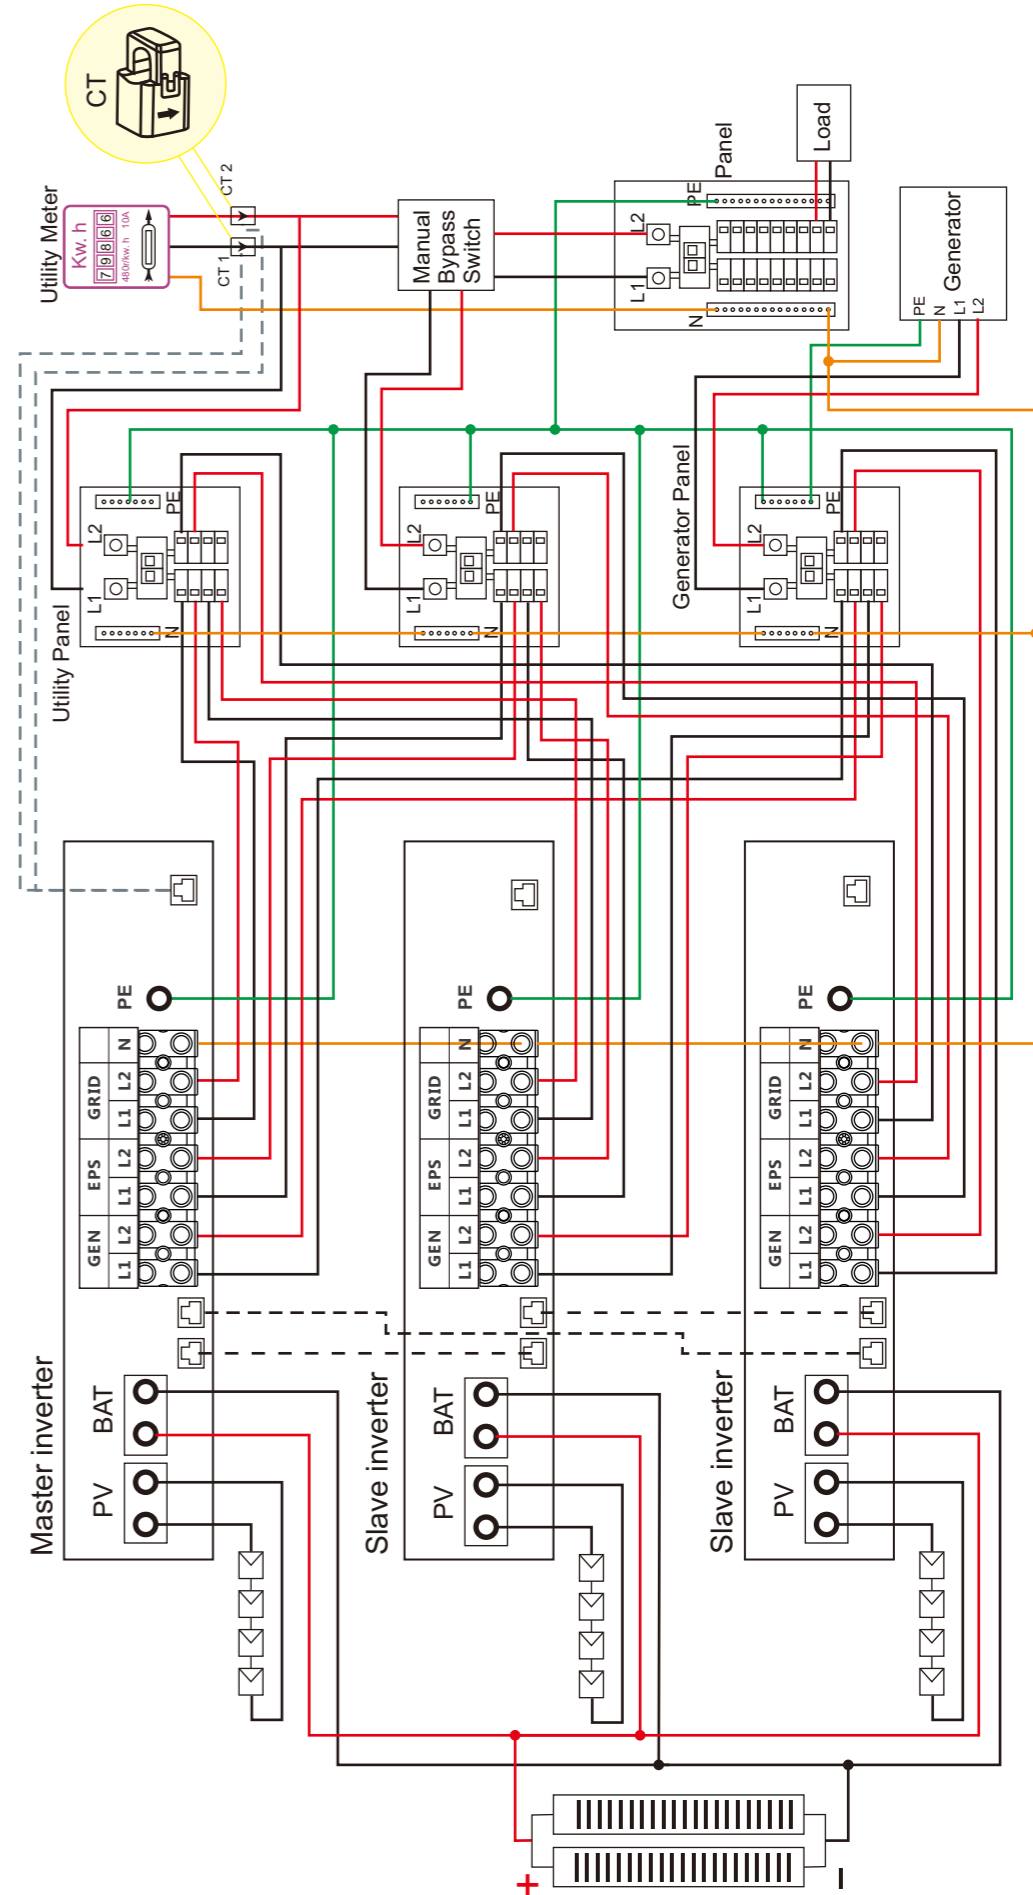 CT
Utility Meter
Kw. h
79866
480r/kw. h 10A
CT 2
CT 1
Manual
Bypass
Switch
Panel
PE
L2
L1
N
Load
Generator
PE
N
L1
L2
Utility Panel
L1
L2
PE
N
L1
L2
PE
N
Generator Panel
L1
L2
PE
N
Master inverter
PV
BAT
GEN
EPS
GRID
L1
L2
L1
L2
L1
L2
N
PE
Slave inverter
PV
BAT
GEN
EPS
GRID
L1
L2
L1
L2
L1
L2
N
PE
Slave inverter
PV
BAT
GEN
EPS
GRID
L1
L2
L1
L2
L1
L2
N
PE
+
−